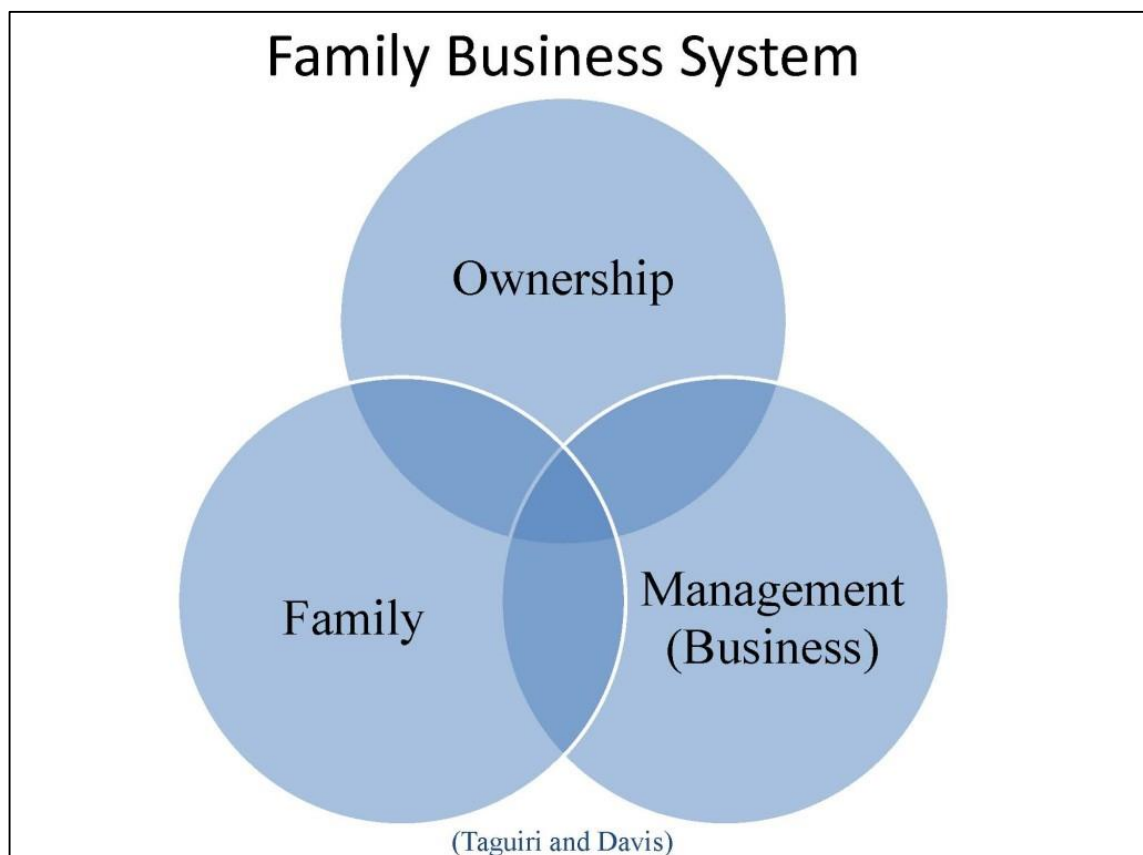 Family Business System
Ownership
Family
Management
(Business)
(Taguiri and Davis)